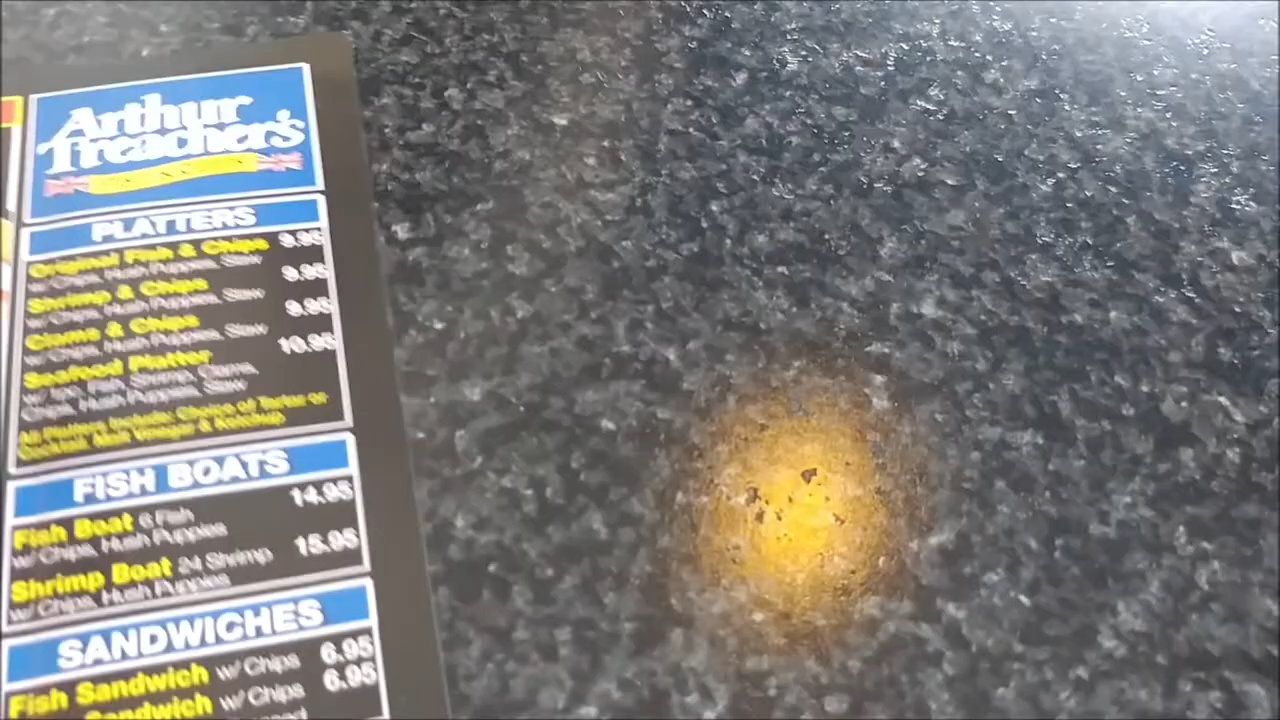 Arthur
Treacher's
PLATTERS
Original Fish & Chips 9.95
w/ Chips, Hush Puppies, Slaw
Shrimp & Chips 9.95
w/ Chips, Hush Puppies, Slaw
Clams & Chips 9.95
w/ Chips, Hush Puppies, Slaw
Seafood Platter 10.95
Fish, Shrimp, Clams,
Chips, Hush Puppies, Slaw
All Platters Include: Choice of Tartar or
Cocktail, Malt Vinegar & Ketchup
FISH BOATS
Fish Boat 6 Fish 14.95
w/ Chips, Hush Puppies
Shrimp Boat 24 Shrimp 15.95
w/ Chips, Hush Puppies
SANDWICHES
Fish Sandwich w/ Chips 6.95
Sandwich w/ Chips 6.95